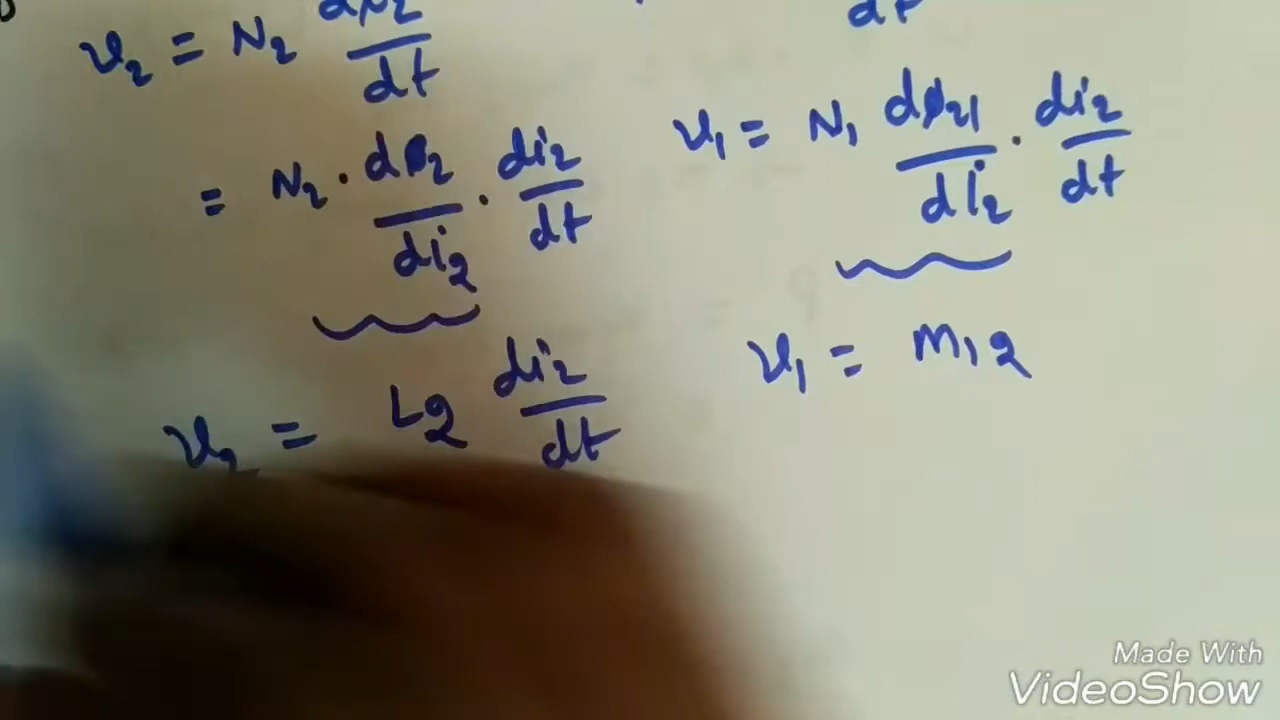 v₂ = N₂ dφ₂/dt
= N₂ · dφ₂/di₂ · di₂/dt
v₂ = L₂ di₂/dt
dt
v₁ = N₁ dφ₂₁/di₂ · di₂/dt
v₁ = M₁₂
Made With
VideoShow